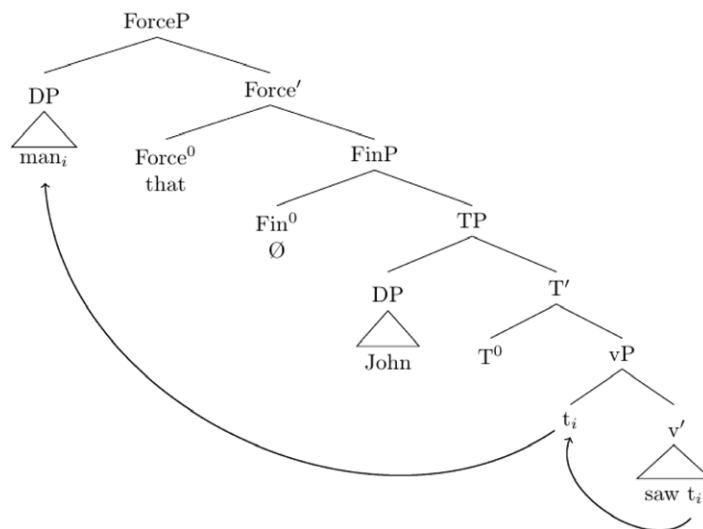 ForceP
DP Force′
man_i Force⁰ FinP
that
Fin⁰ TP
Ø
DP T′
John T⁰ vP
t_i v′
saw t_i